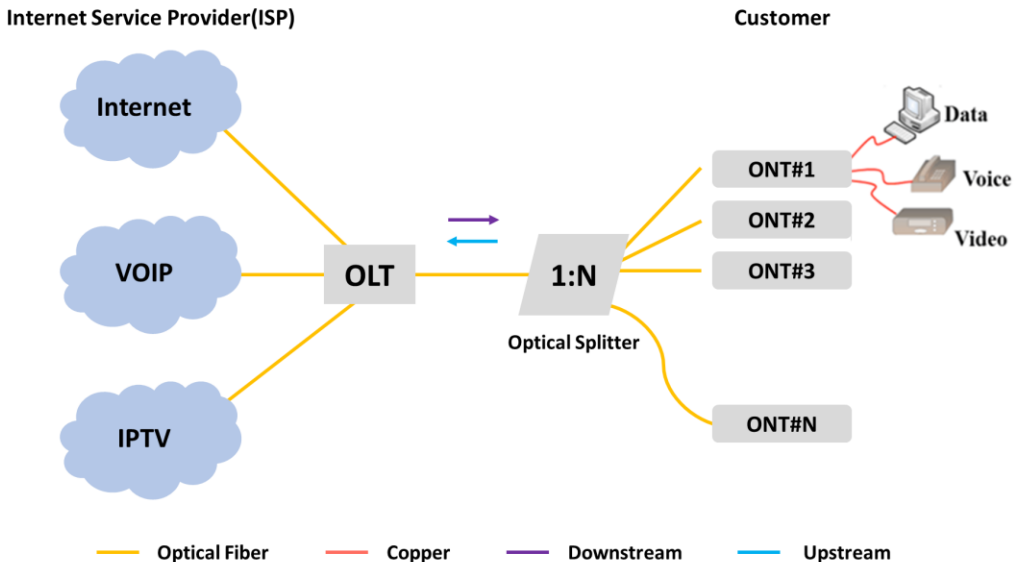 Internet Service Provider(ISP)
Customer
Internet
VOIP
IPTV
OLT
1:N
Optical Splitter
ONT#1
ONT#2
ONT#3
ONT#N
Data
Voice
Video
Optical Fiber
Copper
Downstream
Upstream